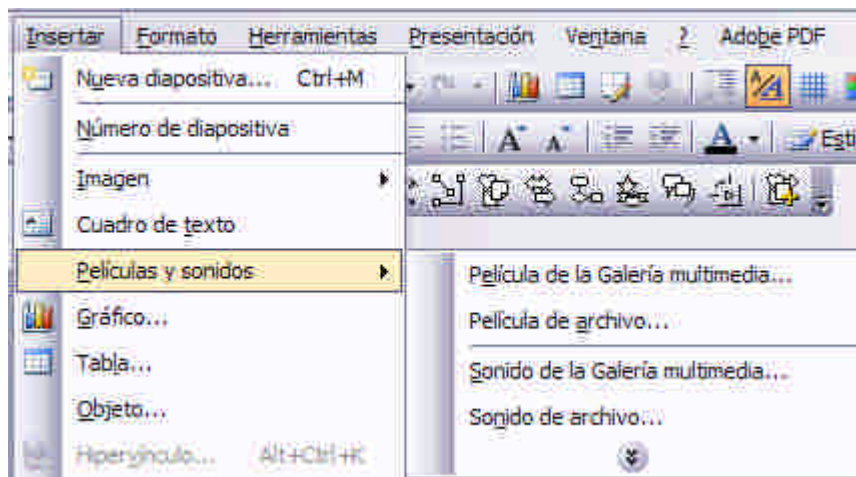 Insertar Formato Herramientas Presentación Ventana ? Adobe PDF
Nueva diapositiva... Ctrl+M
Número de diapositiva
Imagen
Cuadro de texto
Películas y sonidos
Gráfico...
Tabla...
Objeto...
Hipervínculo... Alt+Ctrl+K
A A A Esti
Película de la Galería multimedia...
Película de archivo...
Sonido de la Galería multimedia...
Sonido de archivo...